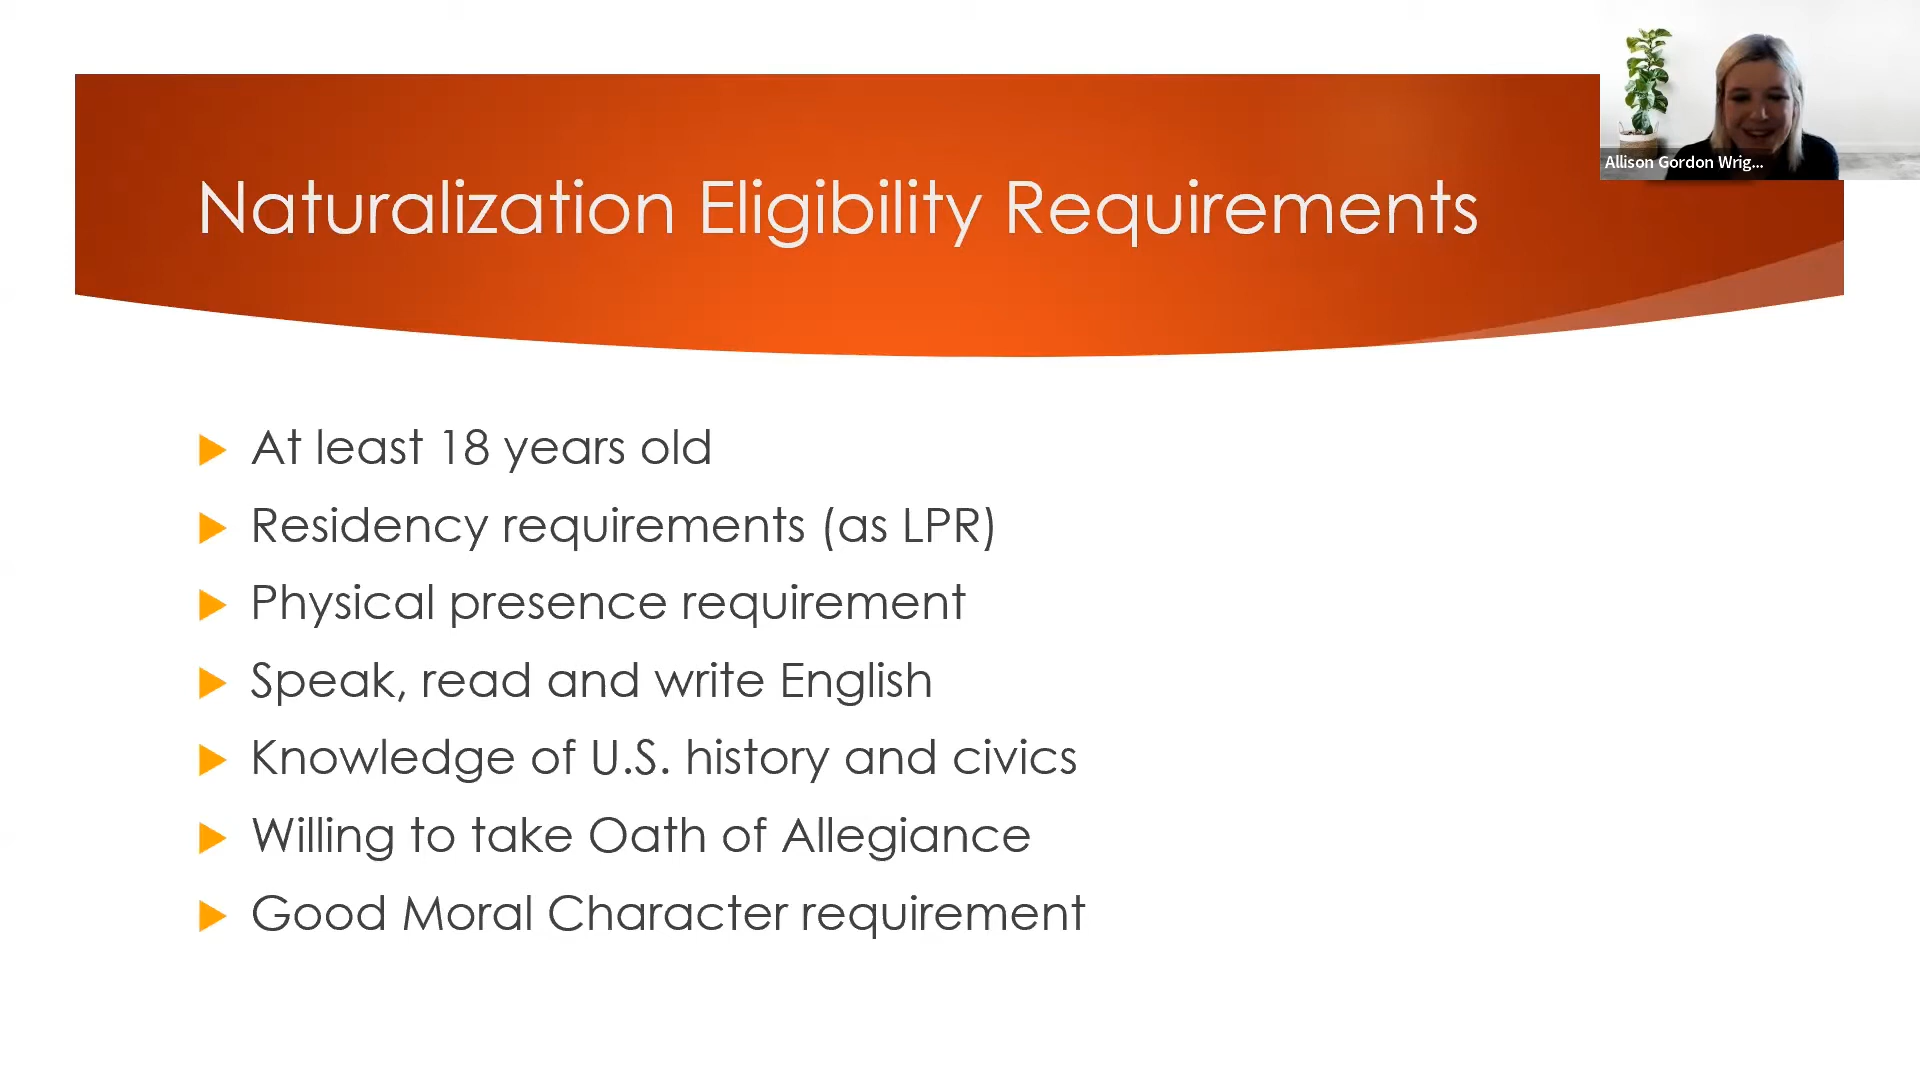 Allison Gordon Wrig...
Naturalization Eligibility Requirements
At least 18 years old
Residency requirements (as LPR)
Physical presence requirement
Speak, read and write English
Knowledge of U.S. history and civics
Willing to take Oath of Allegiance
Good Moral Character requirement